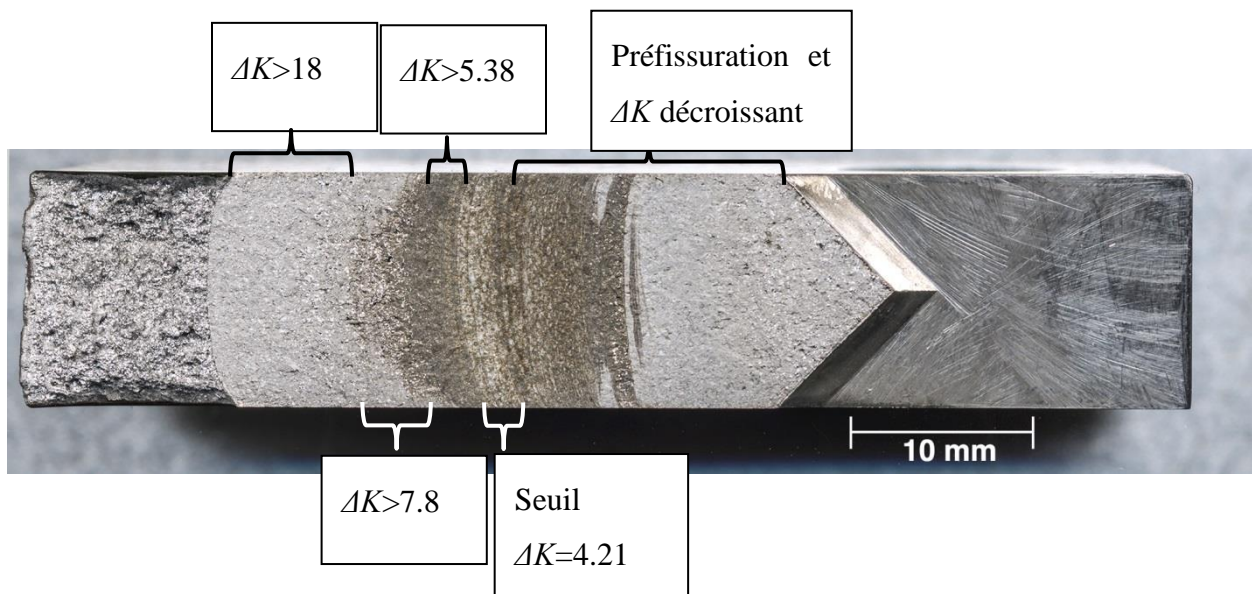 ΔK>18
ΔK>5.38
Préfissuration et
ΔK décroissant
10 mm
ΔK>7.8
Seuil
ΔK=4.21